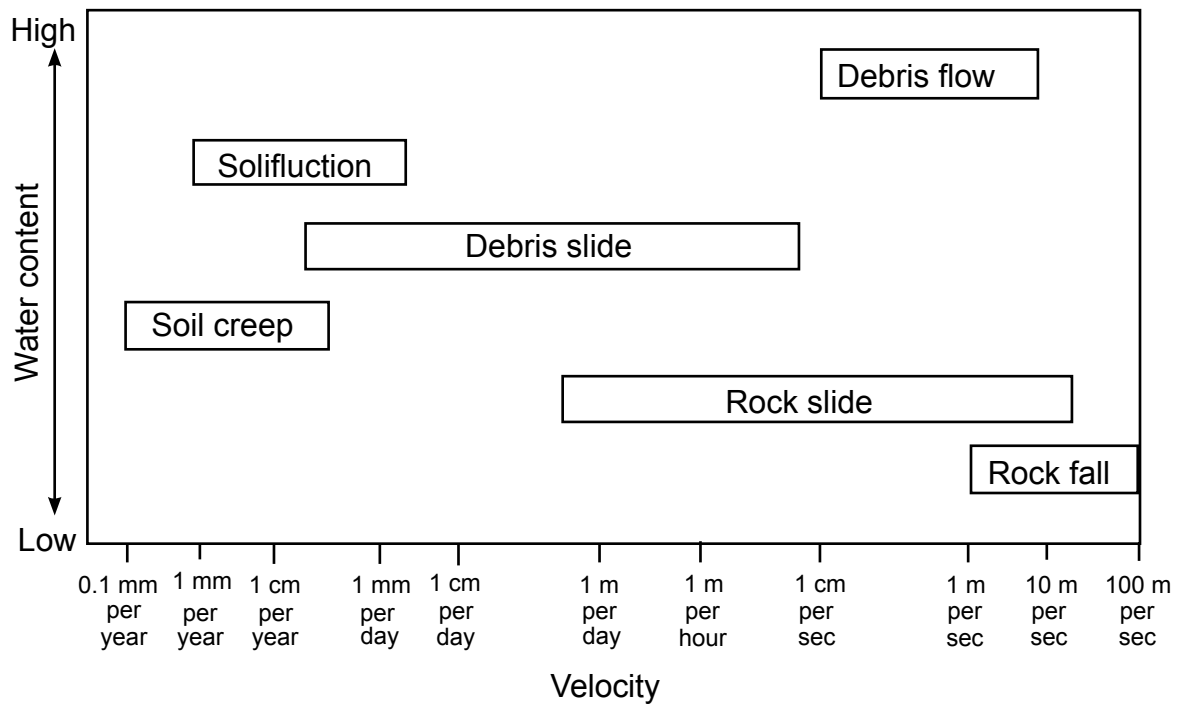 High
Debris flow
Solifluction
Debris slide
Water content
Soil creep
Rock slide
Rock fall
Low
0.1 mm
per
year
1 mm
per
year
1 cm
per
year
1 mm
per
day
1 cm
per
day
1 m
per
day
1 m
per
hour
1 cm
per
sec
1 m
per
sec
10 m
per
sec
100 m
per
sec
Velocity